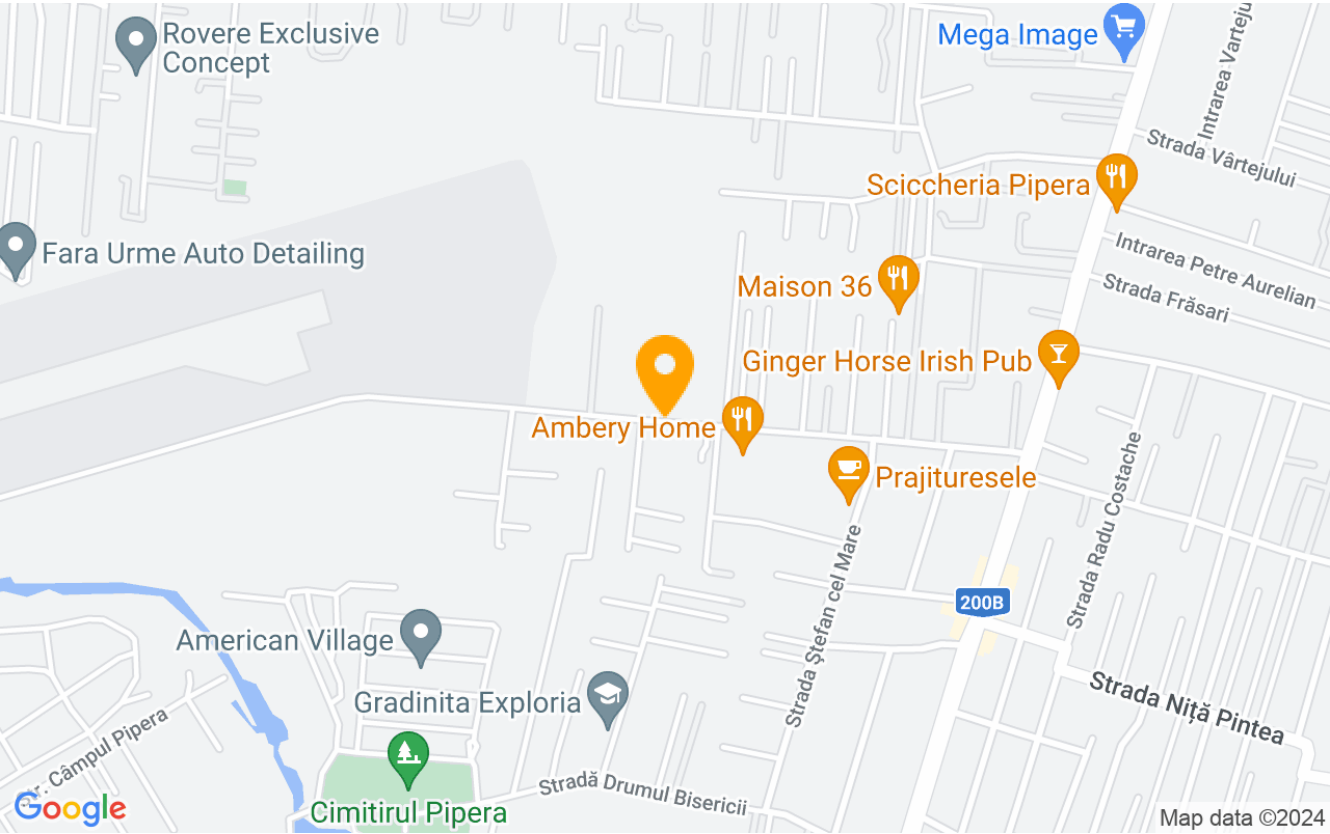 Rovere Exclusive
Concept
Mega Image
Intrarea Varteju
Strada Vârtejului
Sciccheria Pipera
Fara Urme Auto Detailing
Intrarea Petre Aurelian
Maison 36
Strada Frăsari
Ginger Horse Irish Pub
Ambery Home
Prajituresele
Strada Radu Costache
Strada Ștefan cel Mare
200B
American Village
Gradinita Exploria
Strada Niță Pintea
Câmpul Pipera
Stradă Drumul Bisericii
Cimitirul Pipera
Google
Map data ©2024